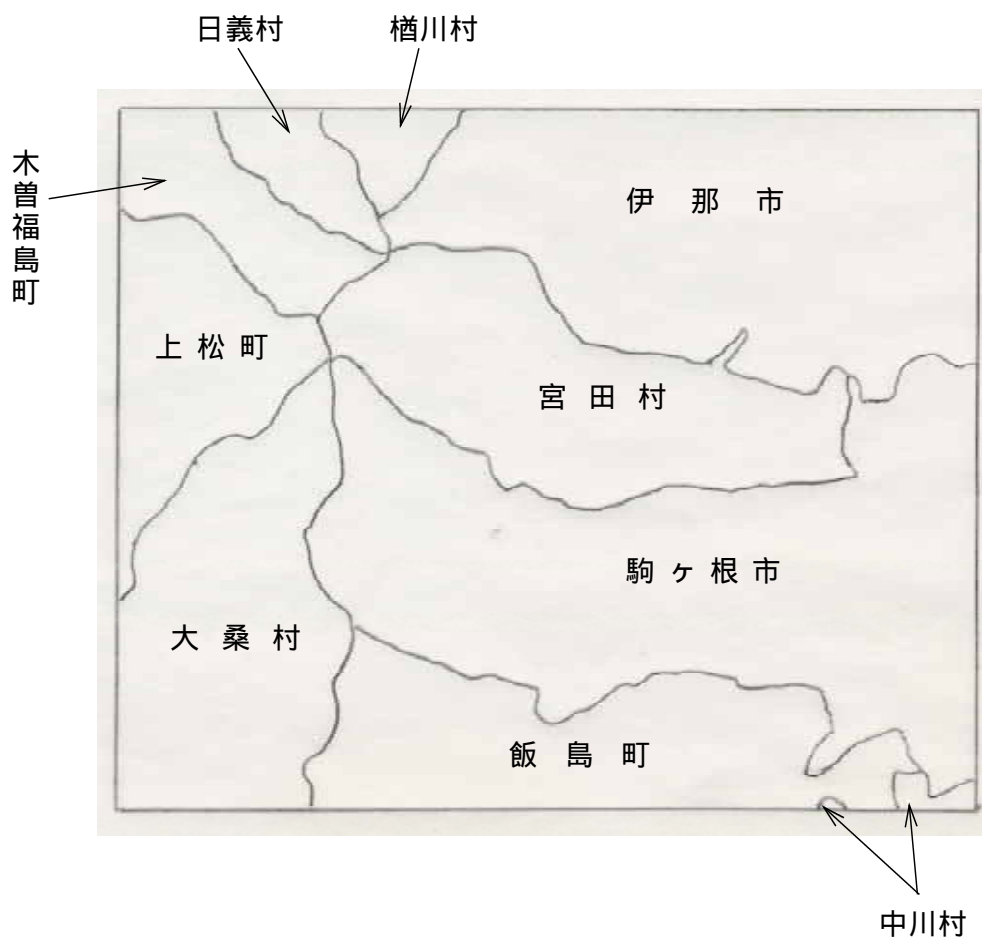 日義村
楢川村
木曽福島町
伊那市
上松町
宮田村
駒ヶ根市
大桑村
飯島町
中川村